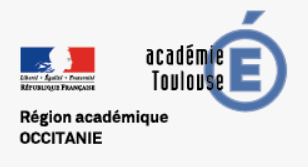 académie
Toulouse
É
Liberté • Égalité • Fraternité
RÉPUBLIQUE FRANÇAISE
Région académique
OCCITANIE